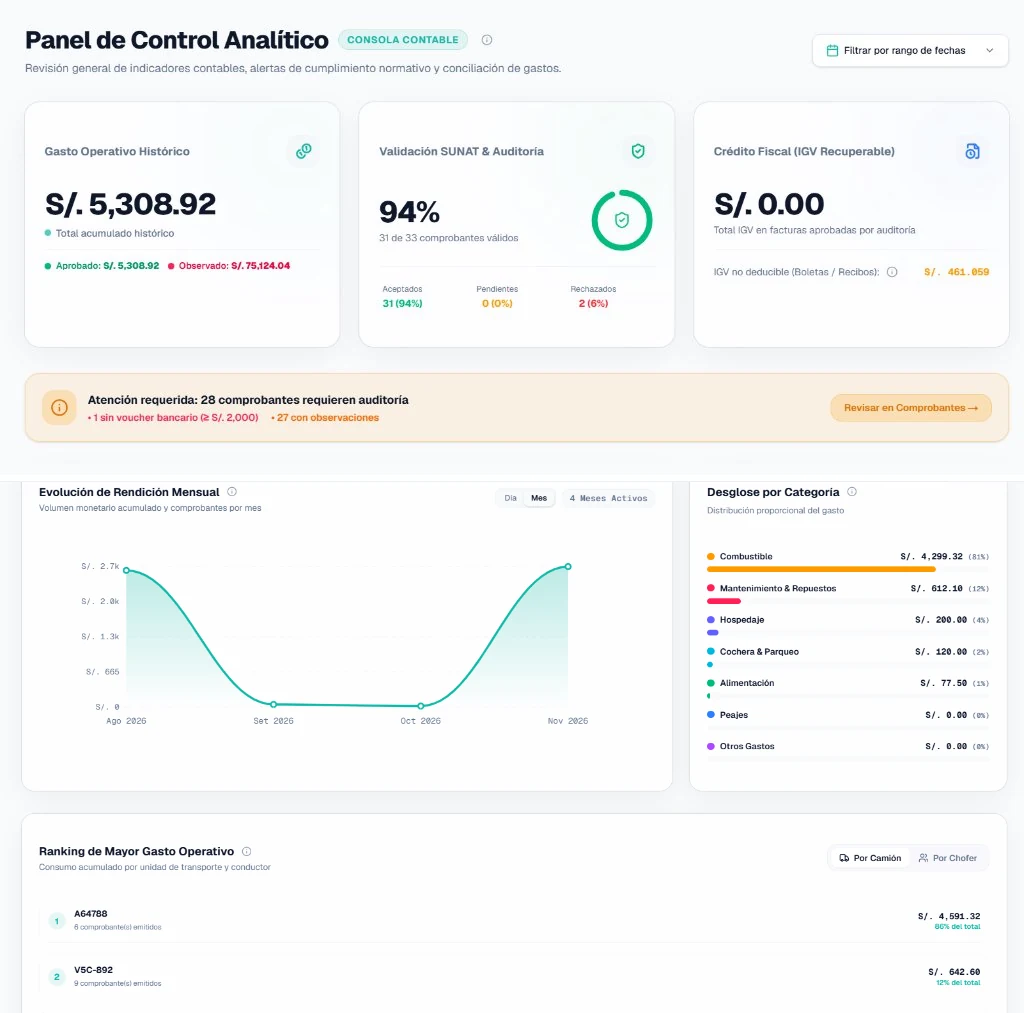 Panel de Control Analítico CONSOLA CONTABLE
Revisión general de indicadores contables, alertas de cumplimiento normativo y conciliación de gastos.
Filtrar por rango de fechas
Gasto Operativo Histórico
S/. 5,308.92
Total acumulado histórico
Aprobado: S/. 5,308.92 Observado: S/. 75,124.04
Validación SUNAT & Auditoría
94%
31 de 33 comprobantes válidos
Aceptados Pendientes Rechazados
31 (94%) 0 (0%) 2 (6%)
Crédito Fiscal (IGV Recuperable)
S/. 0.00
Total IGV en facturas aprobadas por auditoría
IGV no deducible (Boletas / Recibos): S/. 461.059
Atención requerida: 28 comprobantes requieren auditoría
• 1 sin voucher bancario (≥ S/. 2,000) • 27 con observaciones
Revisar en Comprobantes →
Evolución de Rendición Mensual
Volumen monetario acumulado y comprobantes por mes
Día Mes 4 Meses Activos
S/. 2.7k
S/. 2.0k
S/. 1.3k
S/. 665
S/. 0
Ago 2026 Set 2026 Oct 2026 Nov 2026
Desglose por Categoría
Distribución proporcional del gasto
Combustible S/. 4,299.32 (81%)
Mantenimiento & Repuestos S/. 612.10 (12%)
Hospedaje S/. 200.00 (4%)
Cochera & Parqueo S/. 120.00 (2%)
Alimentación S/. 77.50 (1%)
Peajes S/. 0.00 (0%)
Otros Gastos S/. 0.00 (0%)
Ranking de Mayor Gasto Operativo
Consumo acumulado por unidad de transporte y conductor
Por Camión Por Chofer
1 A64788 S/. 4,591.32
6 comprobante(s) emitidos 86% del total
2 V5C-892 S/. 642.60
9 comprobante(s) emitidos 12% del total